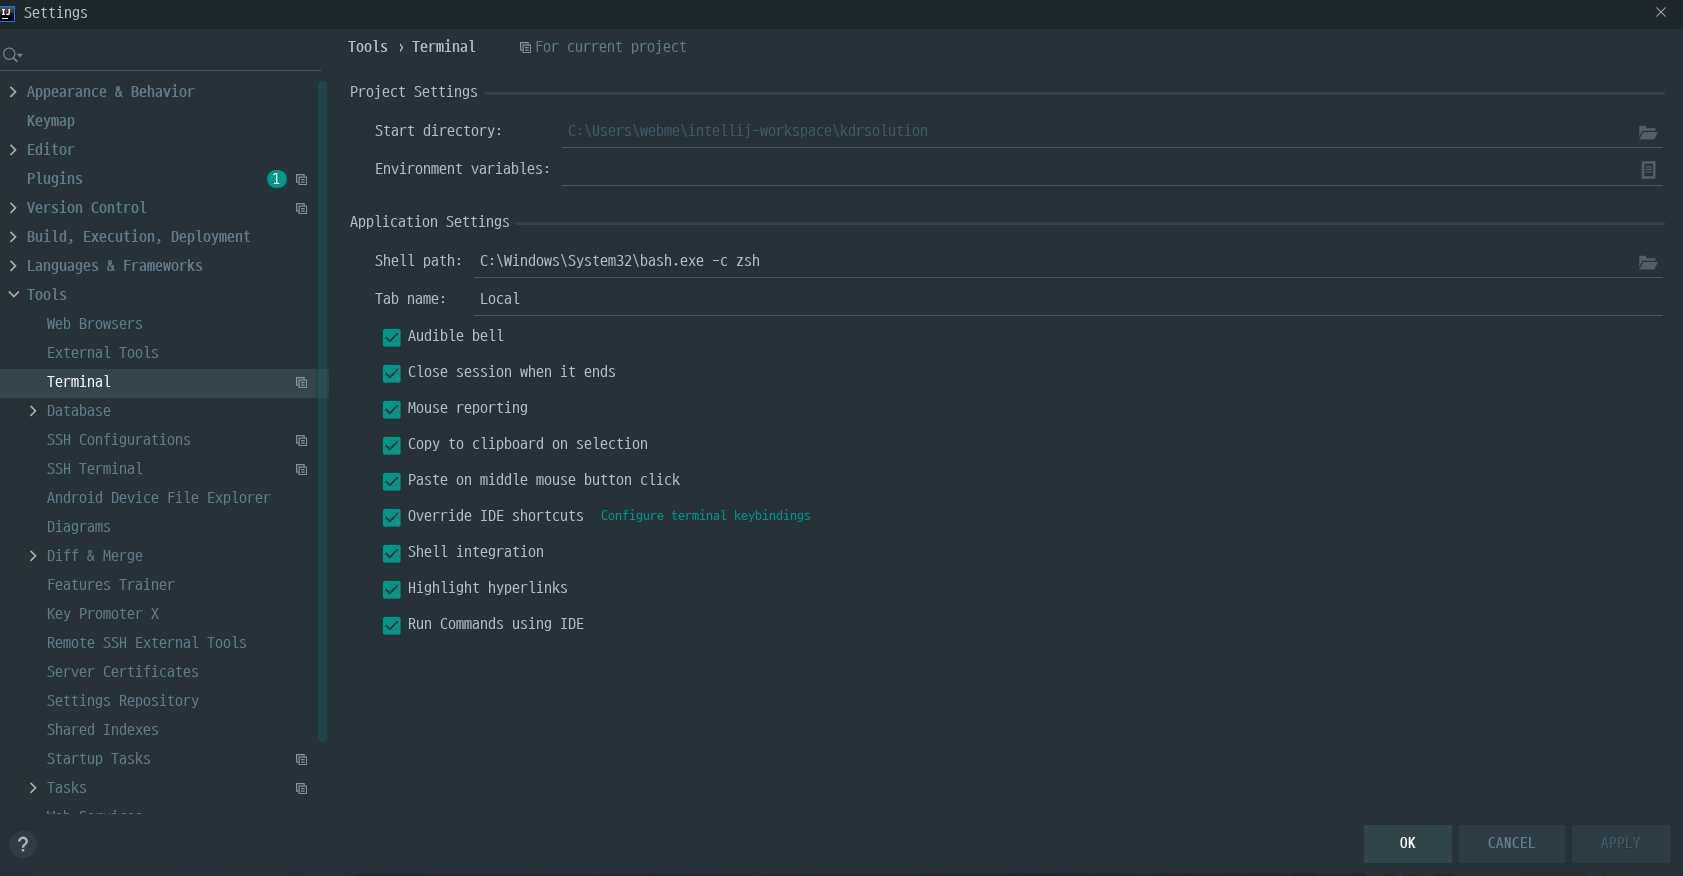 IJ Settings
Appearance & Behavior
Keymap
Editor
Plugins 1
Version Control
Build, Execution, Deployment
Languages & Frameworks
Tools
Web Browsers
External Tools
Terminal
Database
SSH Configurations
SSH Terminal
Android Device File Explorer
Diagrams
Diff & Merge
Features Trainer
Key Promoter X
Remote SSH External Tools
Server Certificates
Settings Repository
Shared Indexes
Startup Tasks
Tasks
Web Services
?
Tools › Terminal For current project
Project Settings
Start directory: C:\Users\webme\intellij-workspace\kdrsolution
Environment variables:
Application Settings
Shell path: C:\Windows\System32\bash.exe -c zsh
Tab name: Local
Audible bell
Close session when it ends
Mouse reporting
Copy to clipboard on selection
Paste on middle mouse button click
Override IDE shortcuts Configure terminal keybindings
Shell integration
Highlight hyperlinks
Run Commands using IDE
OK CANCEL APPLY